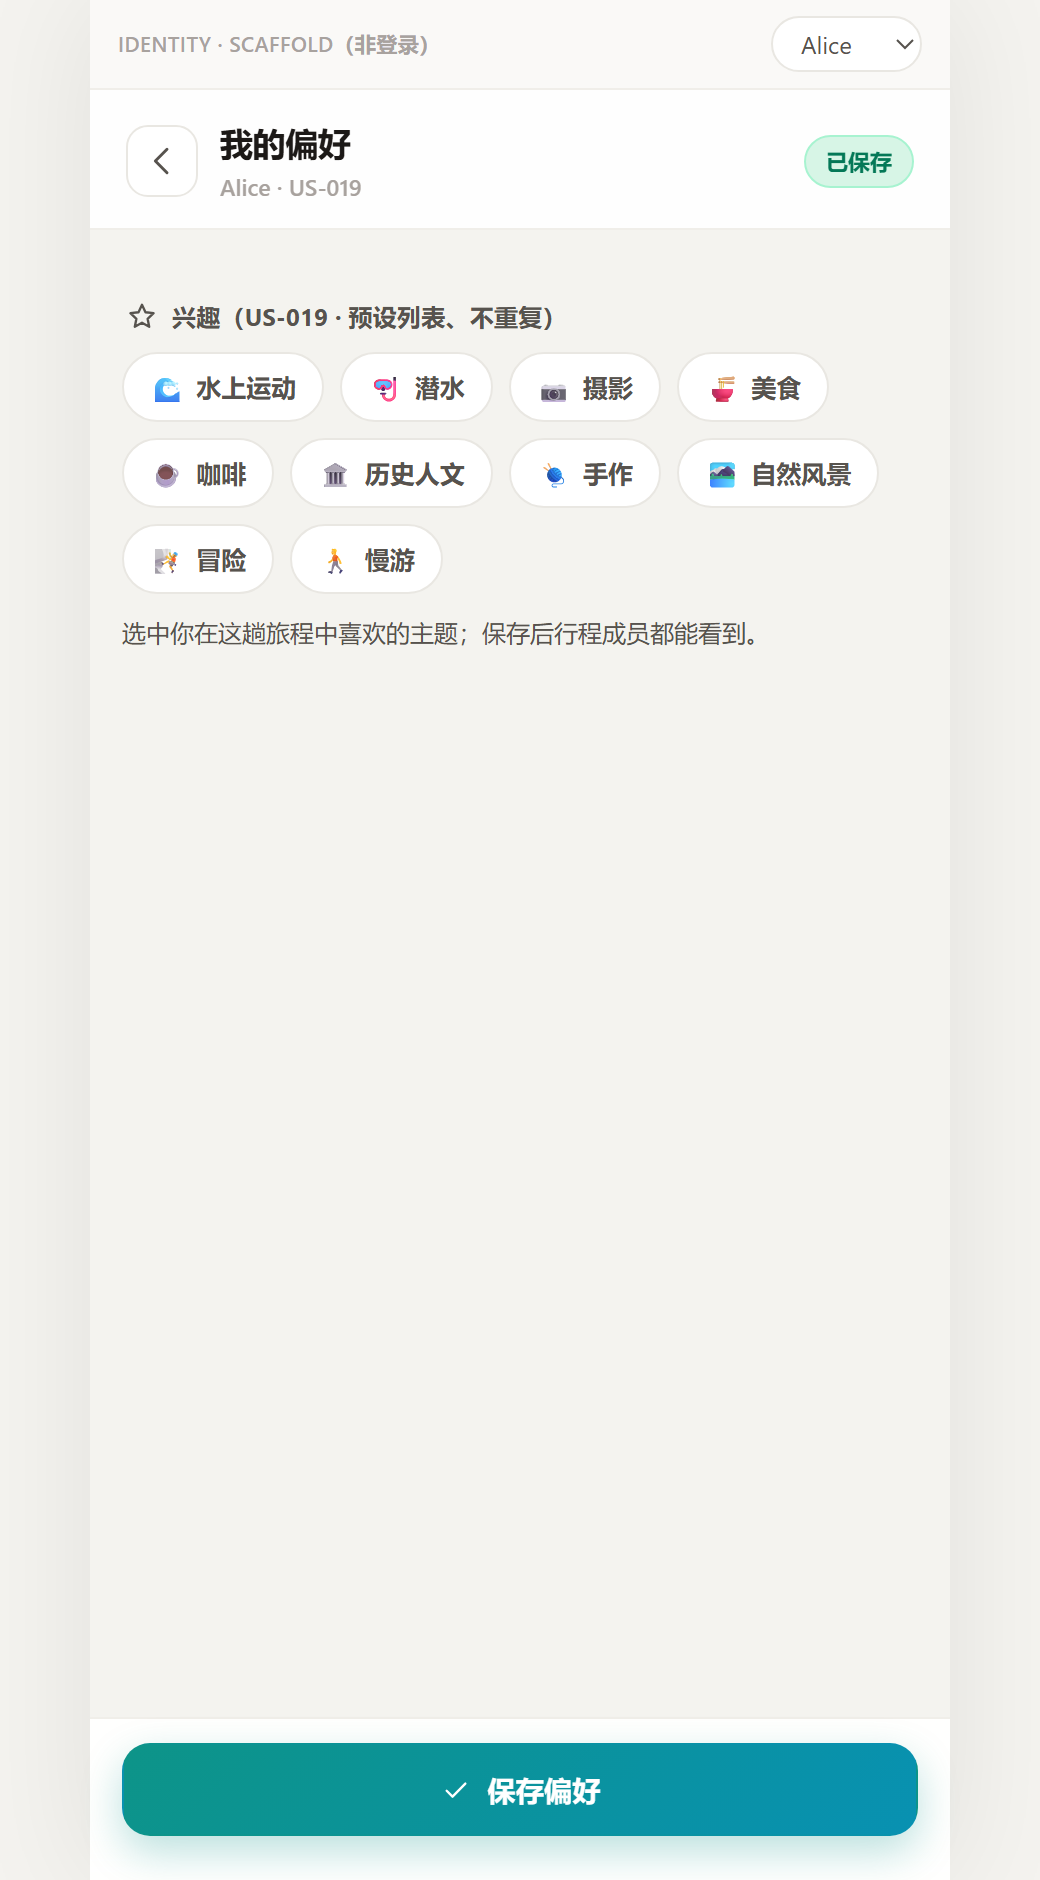 IDENTITY · SCAFFOLD（非登录）
Alice
我的偏好
Alice · US-019
已保存
兴趣（US-019 · 预设列表、不重复）
水上运动 潜水 摄影 美食
咖啡 历史人文 手作 自然风景
冒险 慢游
选中你在这趟旅程中喜欢的主题；保存后行程成员都能看到。
保存偏好